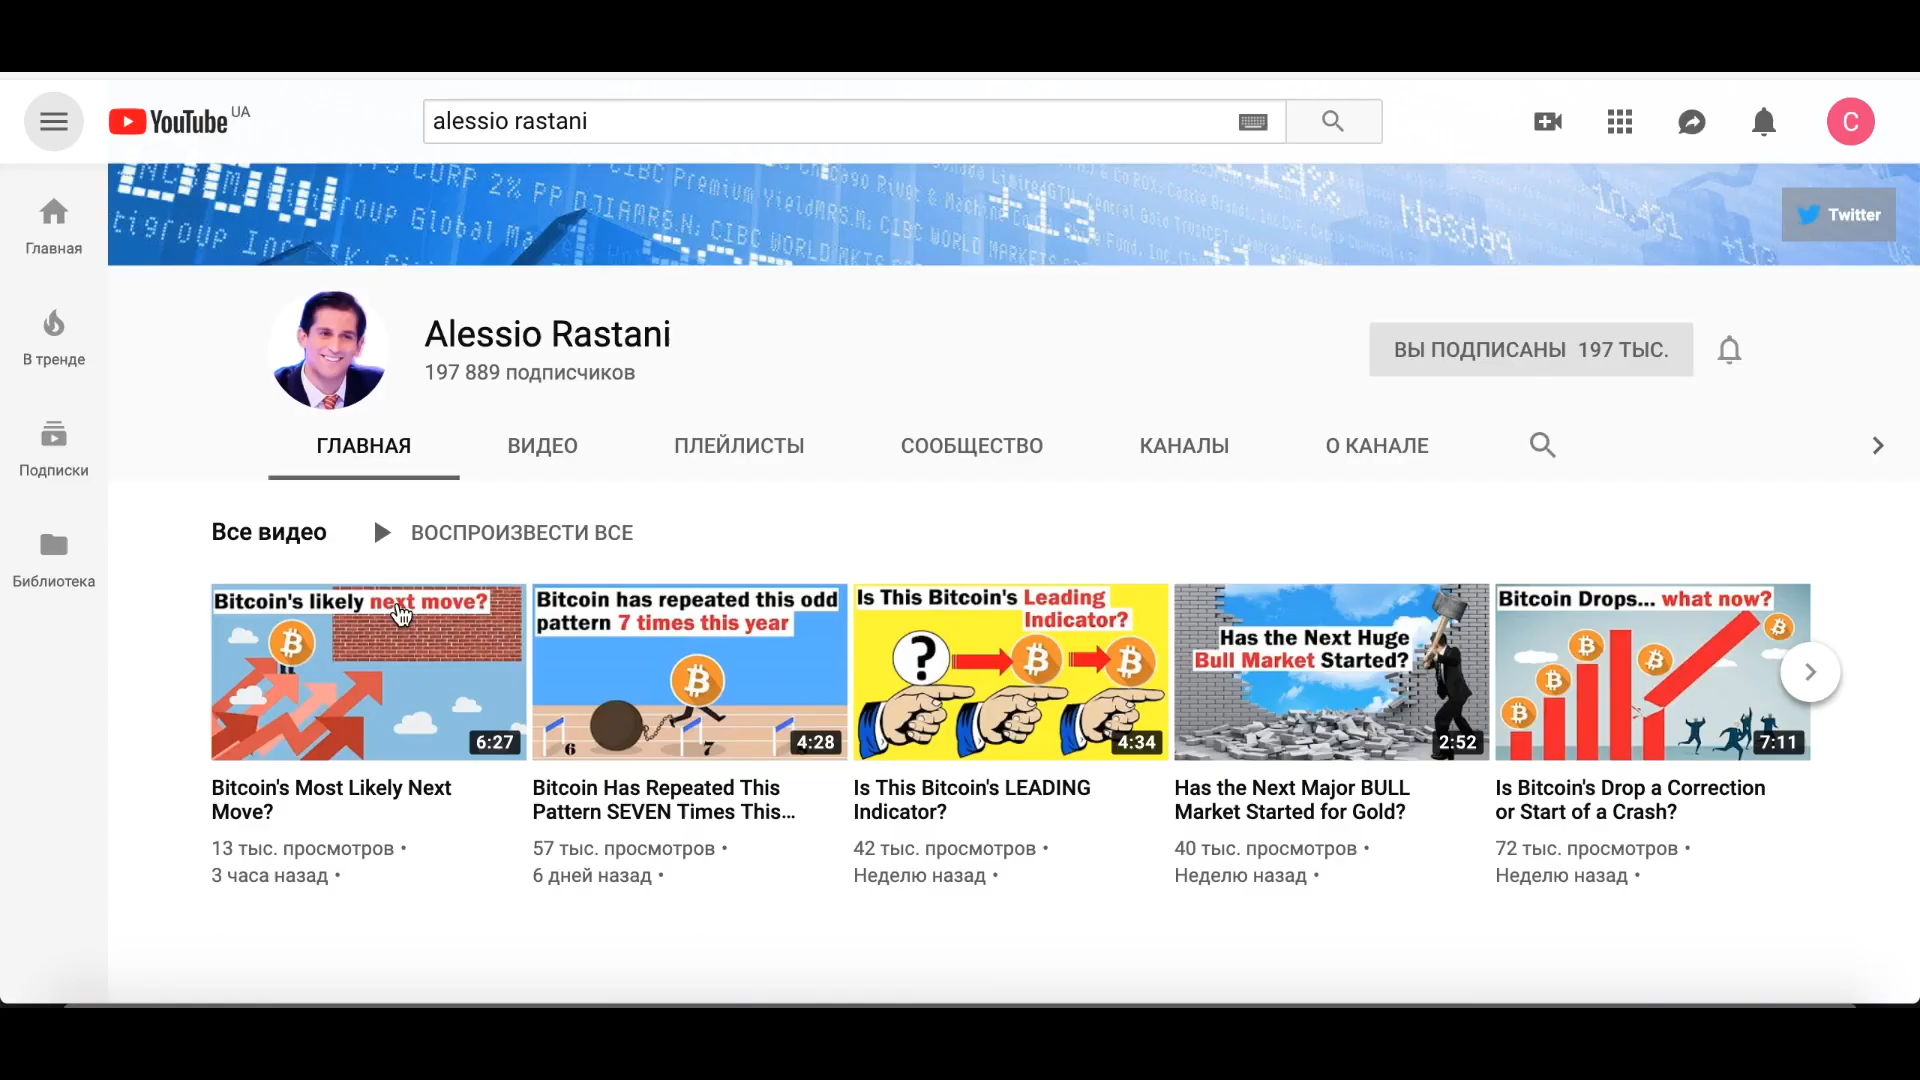 YouTube UA
alessio rastani
C
Twitter
Главная
В тренде
Подписки
Библиотека
Alessio Rastani
197 889 подписчиков
ВЫ ПОДПИСАНЫ 197 ТЫС.
ГЛАВНАЯ
ВИДЕО
ПЛЕЙЛИСТЫ
СООБЩЕСТВО
КАНАЛЫ
О КАНАЛЕ
Все видео
ВОСПРОИЗВЕСТИ ВСЕ
Bitcoin's likely next move?
6:27
Bitcoin's Most Likely Next
Move?
13 тыс. просмотров •
3 часа назад •
Bitcoin has repeated this odd
pattern 7 times this year
6
7
4:28
Bitcoin Has Repeated This
Pattern SEVEN Times This...
57 тыс. просмотров •
6 дней назад •
Is This Bitcoin's Leading
Indicator?
?
4:34
Is This Bitcoin's LEADING
Indicator?
42 тыс. просмотров •
Неделю назад •
Has the Next Huge
Bull Market Started?
2:52
Has the Next Major BULL
Market Started for Gold?
40 тыс. просмотров •
Неделю назад •
Bitcoin Drops... what now?
7:11
Is Bitcoin's Drop a Correction
or Start of a Crash?
72 тыс. просмотров •
Неделю назад •